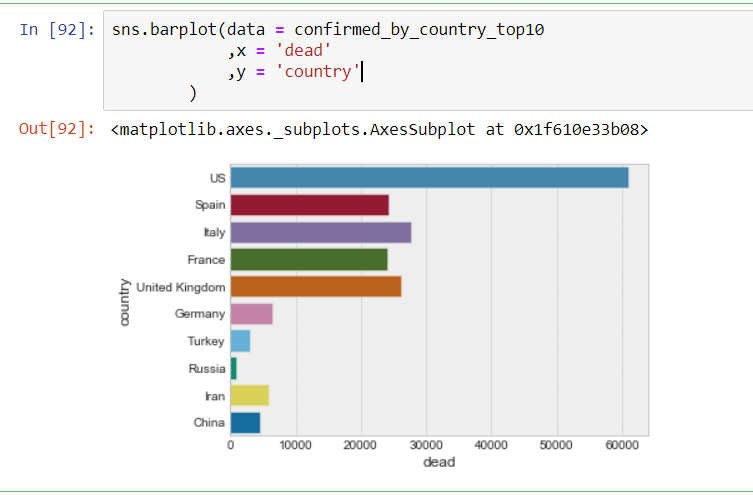 In [92]: sns.barplot(data = confirmed_by_country_top10
,x = 'dead'
,y = 'country'
)
Out[92]: <matplotlib.axes._subplots.AxesSubplot at 0x1f610e33b08>
US
Spain
Italy
France
United Kingdom
Germany
Turkey
Russia
Iran
China
country
0 10000 20000 30000 40000 50000 60000
dead